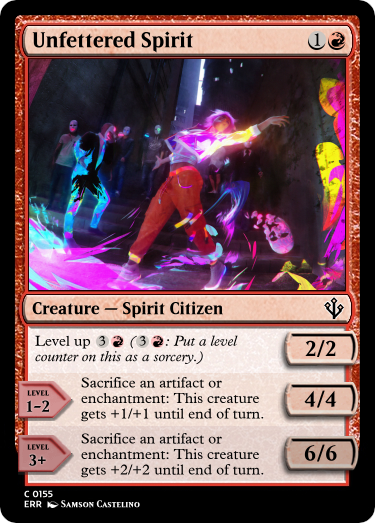 Unfettered Spirit 1
Creature — Spirit Citizen
Level up 3 (3 : Put a level
counter on this as a sorcery.)
2/2
LEVEL
1-2
Sacrifice an artifact or
enchantment: This creature
gets +1/+1 until end of turn.
4/4
LEVEL
3+
Sacrifice an artifact or
enchantment: This creature
gets +2/+2 until end of turn.
6/6
C 0155
ERR Samson Castelino